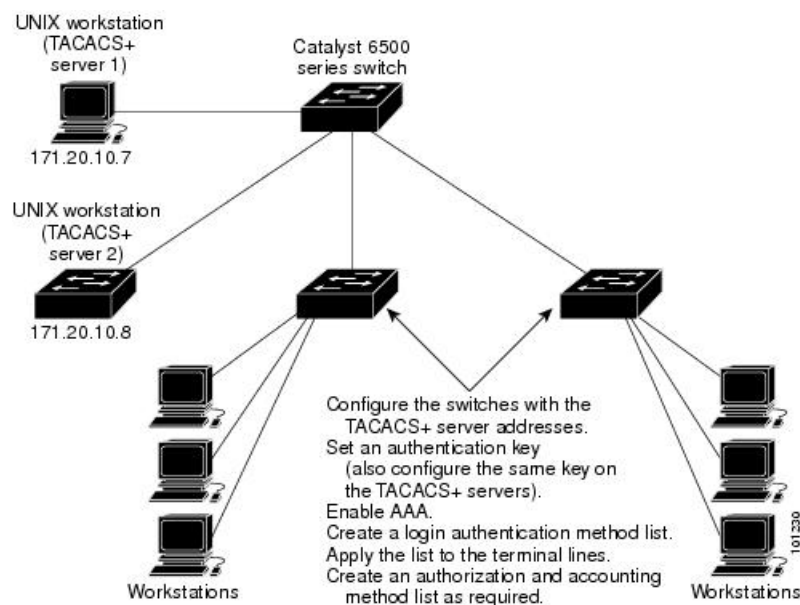 UNIX workstation
(TACACS+
server 1)
Catalyst 6500
series switch
171.20.10.7
UNIX workstation
(TACACS+
server 2)
171.20.10.8
Configure the switches with the
TACACS+ server addresses.
Set an authentication key
(also configure the same key on
the TACACS+ servers).
Enable AAA.
Create a login authentication method list.
Apply the list to the terminal lines.
Create an authorization and accounting
method list as required.
Workstations
Workstations
101230